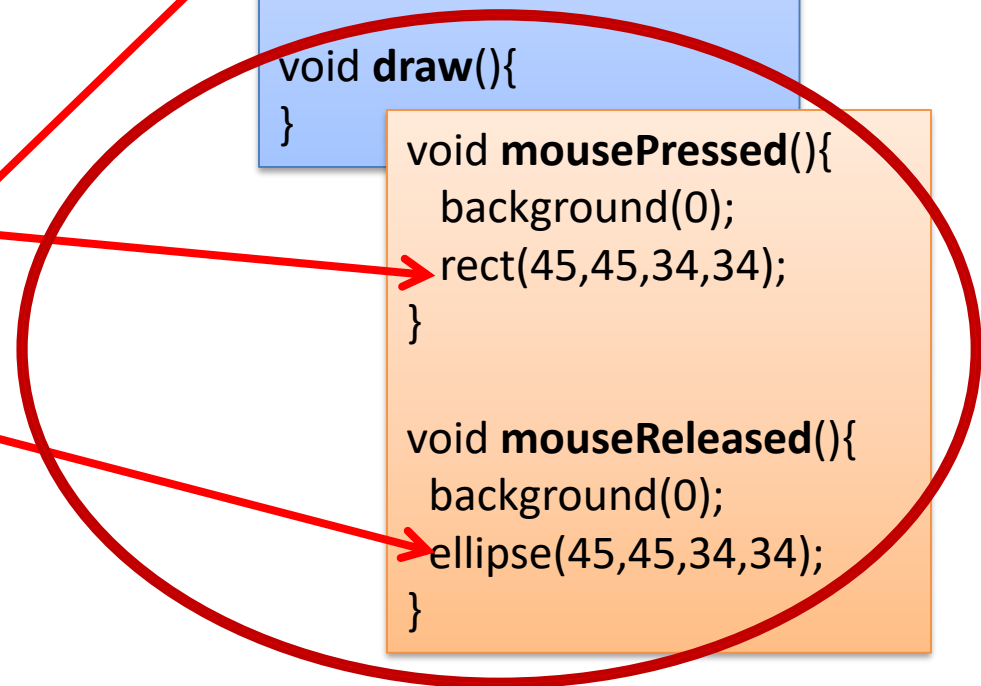 void draw(){
}
void mousePressed(){
background(0);
rect(45,45,34,34);
}
void mouseReleased(){
background(0);
ellipse(45,45,34,34);
}